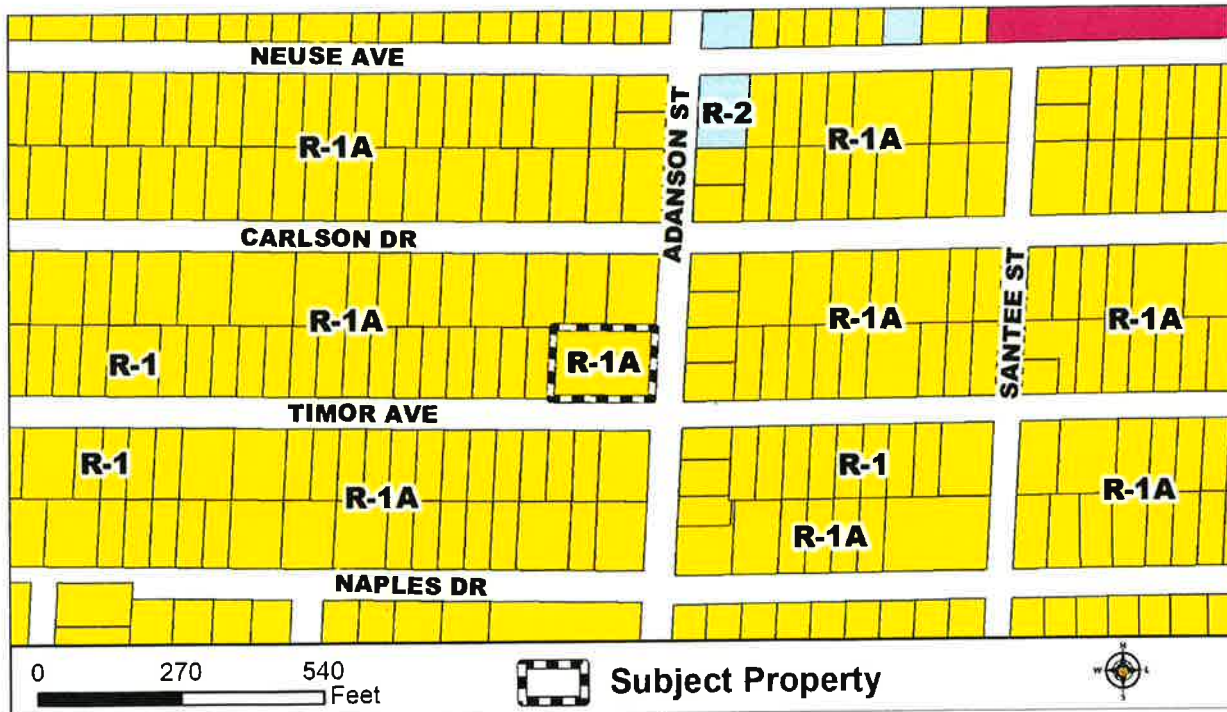 NEUSE AVE
ADANSON ST
R-2
R-1A
R-1A
CARLSON DR
SANTEE ST
R-1A
R-1A
R-1A
R-1
R-1A
TIMOR AVE
R-1
R-1
R-1A
R-1A
R-1A
NAPLES DR
0 270 540
Feet
Subject Property
N
W
S